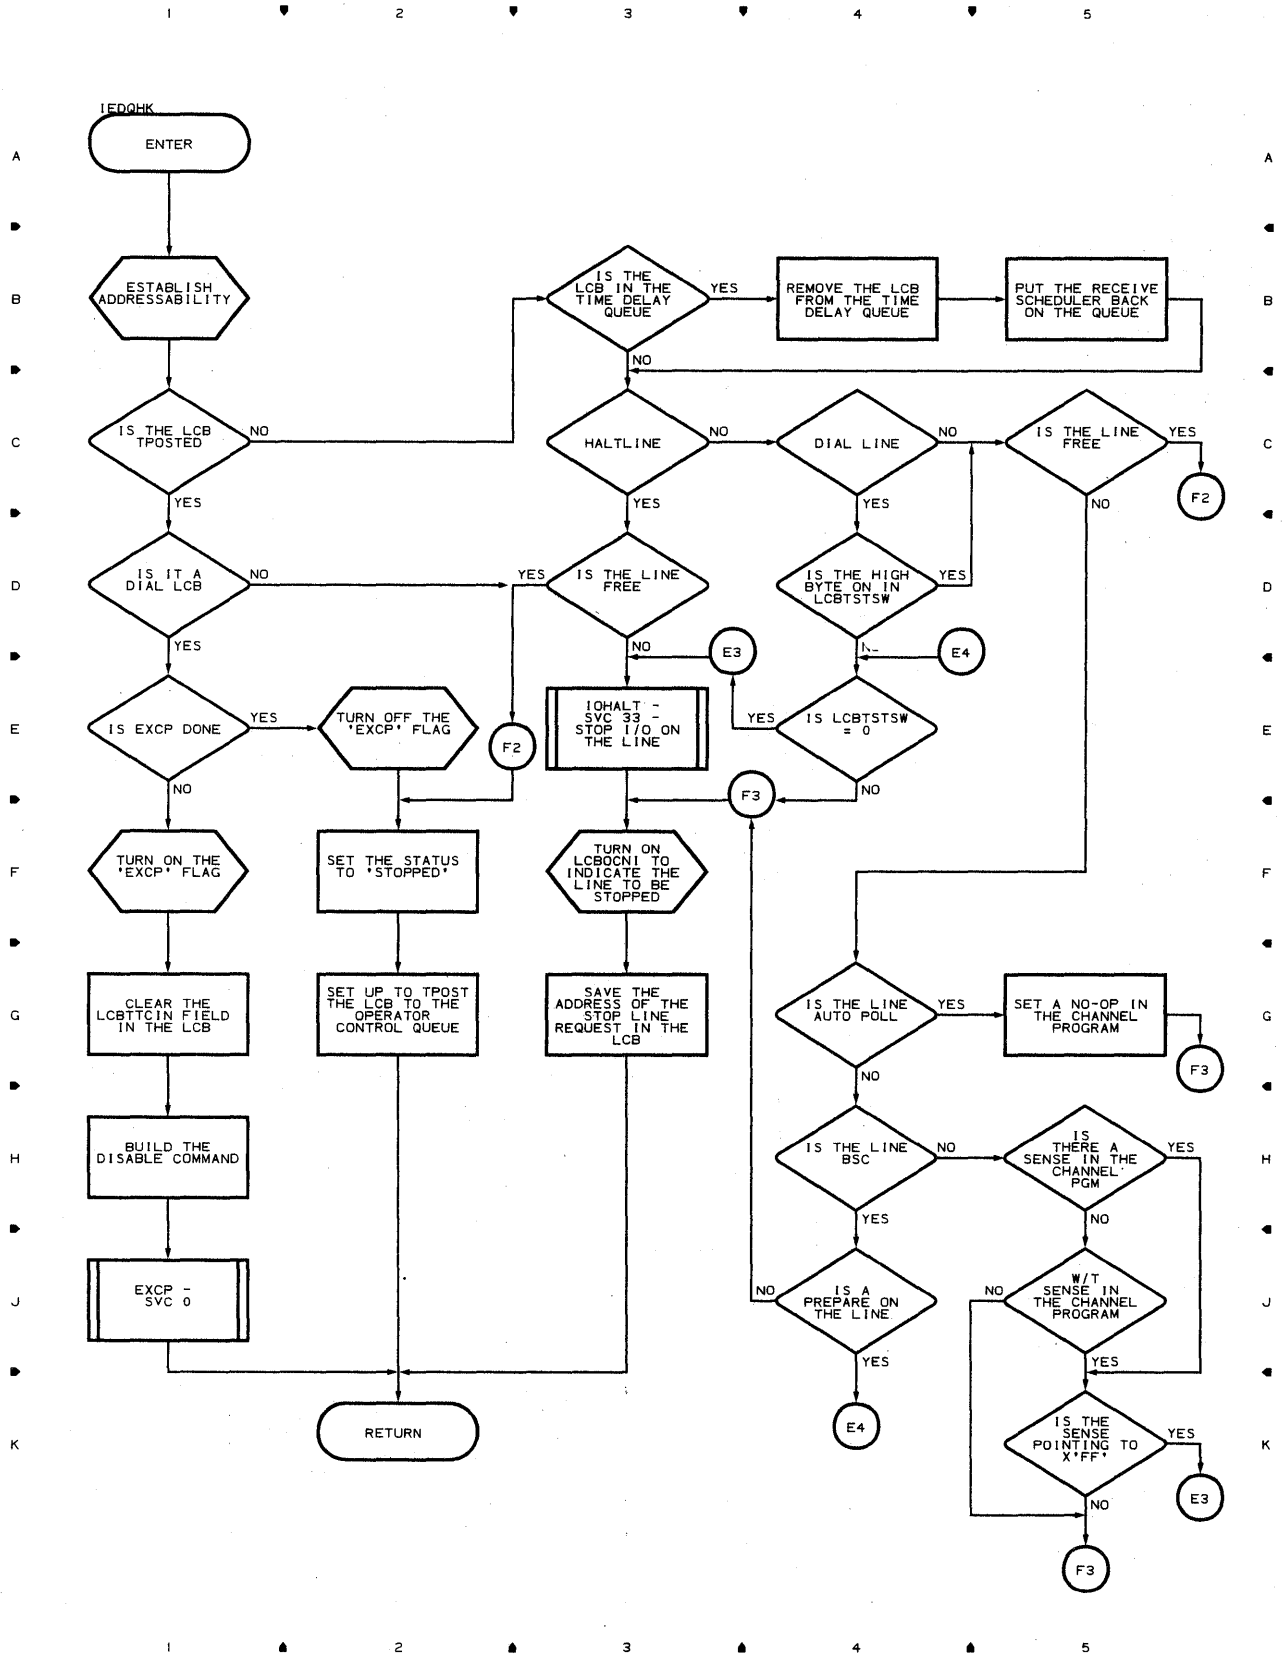 1 2 3 4 5
IEDQHK
ENTER
A A
ESTABLISH
ADDRESSABILITY
IS THE
LCB IN THE
TIME DELAY
QUEUE
YES
REMOVE THE LCB
FROM THE TIME
DELAY QUEUE
PUT THE RECEIVE
SCHEDULER BACK
ON THE QUEUE
B B
NO
IS THE LCB
TPOSTED
NO
HALTLINE
NO
DIAL LINE
NO
IS THE LINE
FREE
YES
C C
F2
YES
YES
YES
NO
IS IT A
DIAL LCB
NO
YES
IS THE LINE
FREE
IS THE HIGH
BYTE ON IN
LCBTSTSW
YES
D D
YES
NO
E3
E4
IS EXCP DONE
YES
TURN OFF THE
'EXCP' FLAG
F2
IOHALT -
SVC 33 -
STOP I/O ON
THE LINE
YES
IS LCBTSTSW
= 0
E E
NO
NO
F3
TURN ON THE
'EXCP' FLAG
SET THE STATUS
TO 'STOPPED'
TURN ON
LCBOCNI TO
INDICATE THE
LINE TO BE
STOPPED
F F
CLEAR THE
LCBTTCIN FIELD
IN THE LCB
SET UP TO TPOST
THE LCB TO THE
OPERATOR
CONTROL QUEUE
SAVE THE
ADDRESS OF THE
STOP LINE
REQUEST IN THE
LCB
IS THE LINE
AUTO POLL
YES
SET A NO-OP IN
THE CHANNEL
PROGRAM
G G
F3
NO
BUILD THE
DISABLE COMMAND
IS THE LINE
BSC
NO
IS
THERE A
SENSE IN THE
CHANNEL
PGM
YES
H H
YES
NO
EXCP -
SVC 0
NO
IS A
PREPARE ON
THE LINE
NO
W/T
SENSE IN
THE CHANNEL
PROGRAM
J J
YES
YES
RETURN
E4
IS THE
SENSE
POINTING TO
X'FF'
YES
K K
E3
NO
F3
1 2 3 4 5